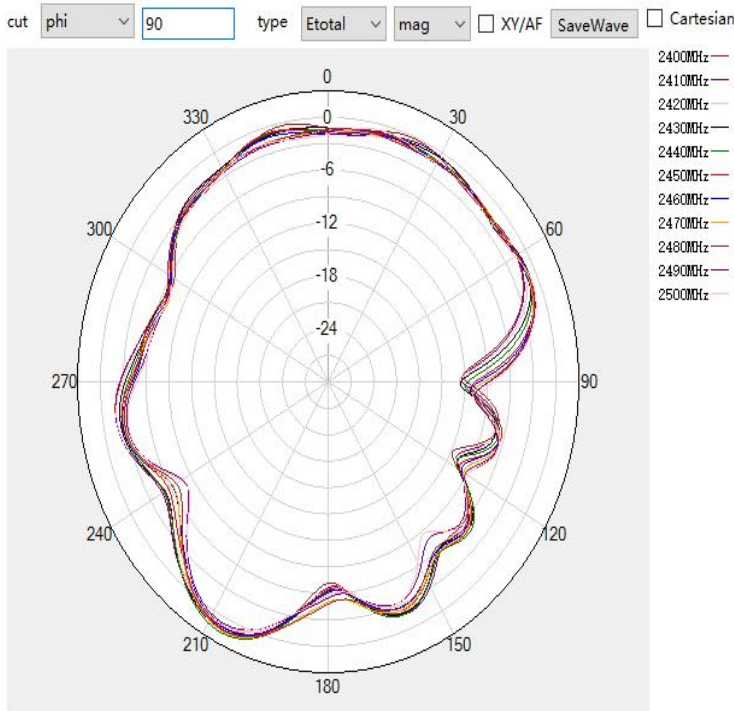 cut phi 90 type Etotal mag XY/AF SaveWave Cartesian
0
330 0 30
-6
300 -12 60
-18
-24
270 90
240 120
210 150
180
2400MHz
2410MHz
2420MHz
2430MHz
2440MHz
2450MHz
2460MHz
2470MHz
2480MHz
2490MHz
2500MHz